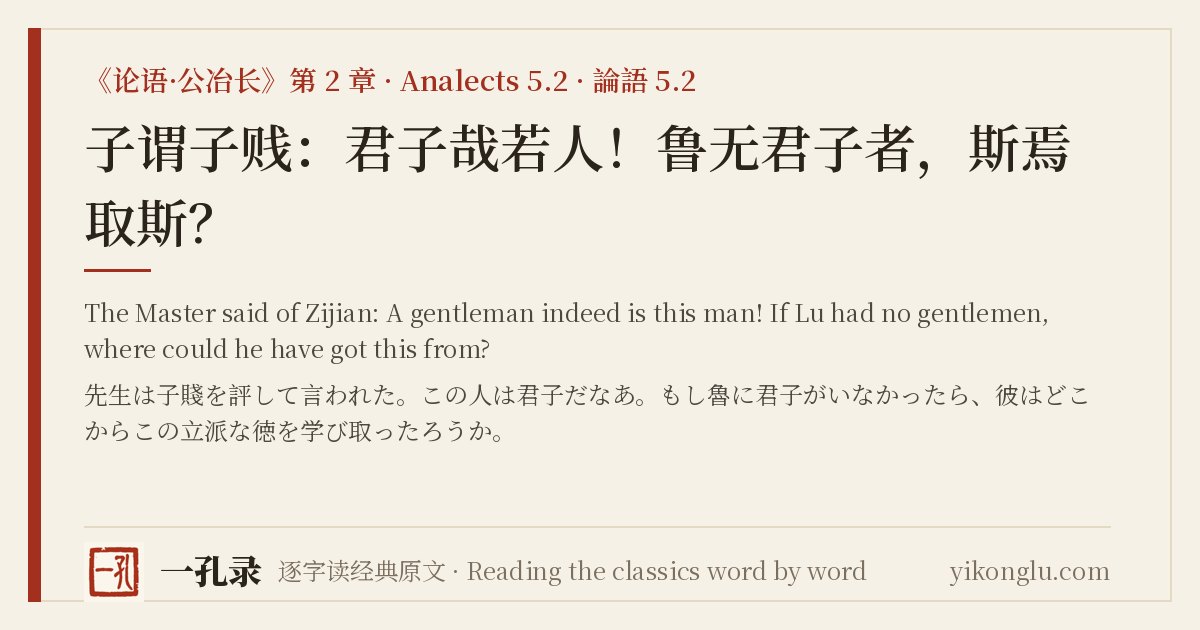 《论语·公冶长》第 2 章 · Analects 5.2 · 論語 5.2
子谓子贱：君子哉若人！鲁无君子者，斯焉
取斯？
The Master said of Zijian: A gentleman indeed is this man! If Lu had no gentlemen,
where could he have got this from?
先生は子賤を評して言われた。この人は君子だなあ。もし魯に君子がいなかったら、彼はどこ
からこの立派な徳を学び取ったろうか。
一孔
一孔录 逐字读经典原文 · Reading the classics word by word yikonglu.com